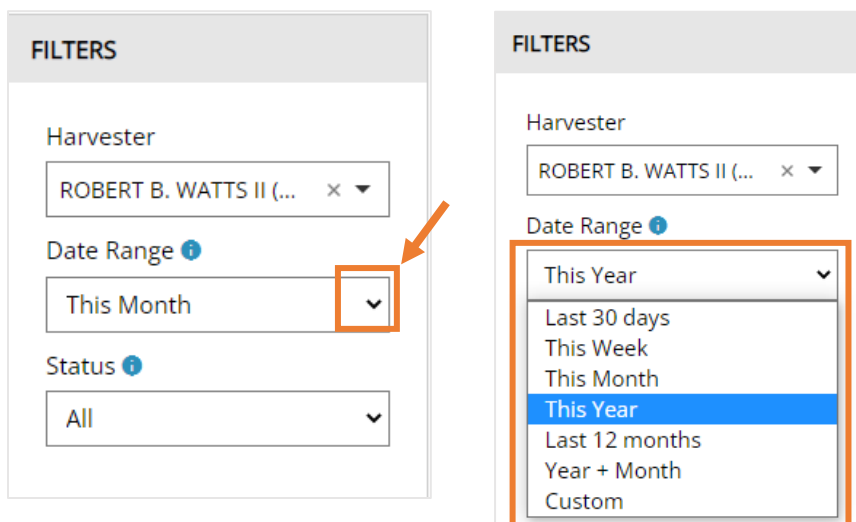 FILTERS
Harvester
ROBERT B. WATTS II (...
Date Range
This Month
Status
All
FILTERS
Harvester
ROBERT B. WATTS II (...
Date Range
This Year
Last 30 days
This Week
This Month
This Year
Last 12 months
Year + Month
Custom